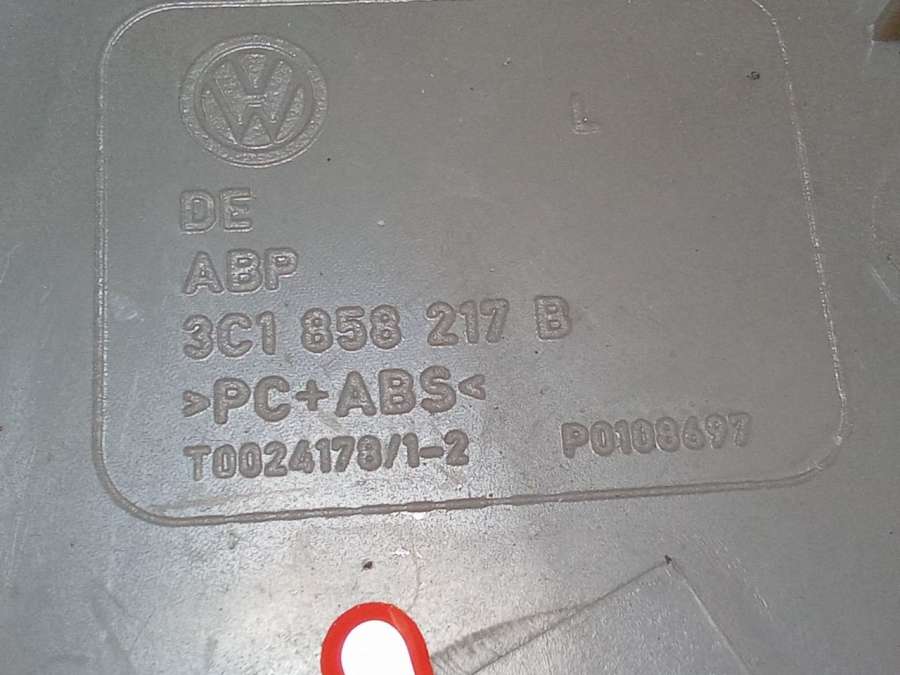 L
DE
ABP
3C1 858 217 B
>PC+ABS<
T0024178/1-2 P0108697